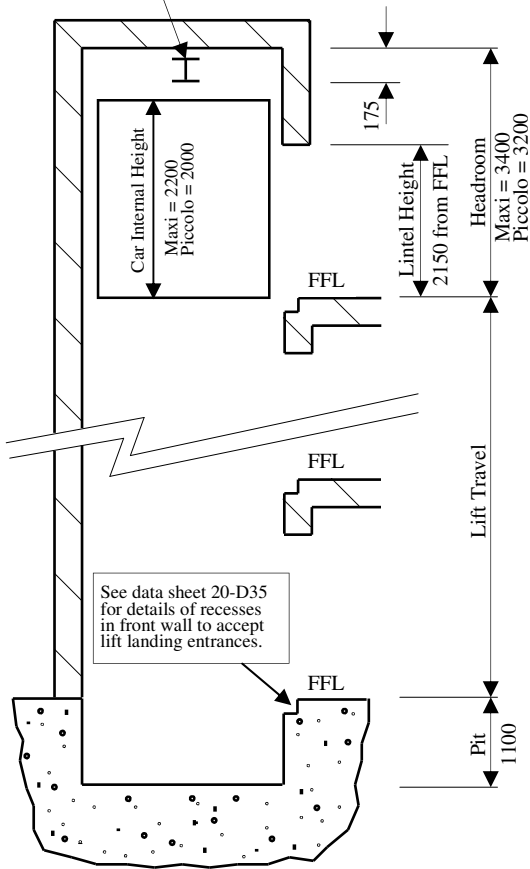 175
Car Internal Height
Maxi = 2200
Piccolo = 2000
Lintel Height
2150 from FFL
Headroom
Maxi = 3400
Piccolo = 3200
FFL
FFL
Lift Travel
See data sheet 20-D35
for details of recesses
in front wall to accept
lift landing entrances.
FFL
Pit
1100